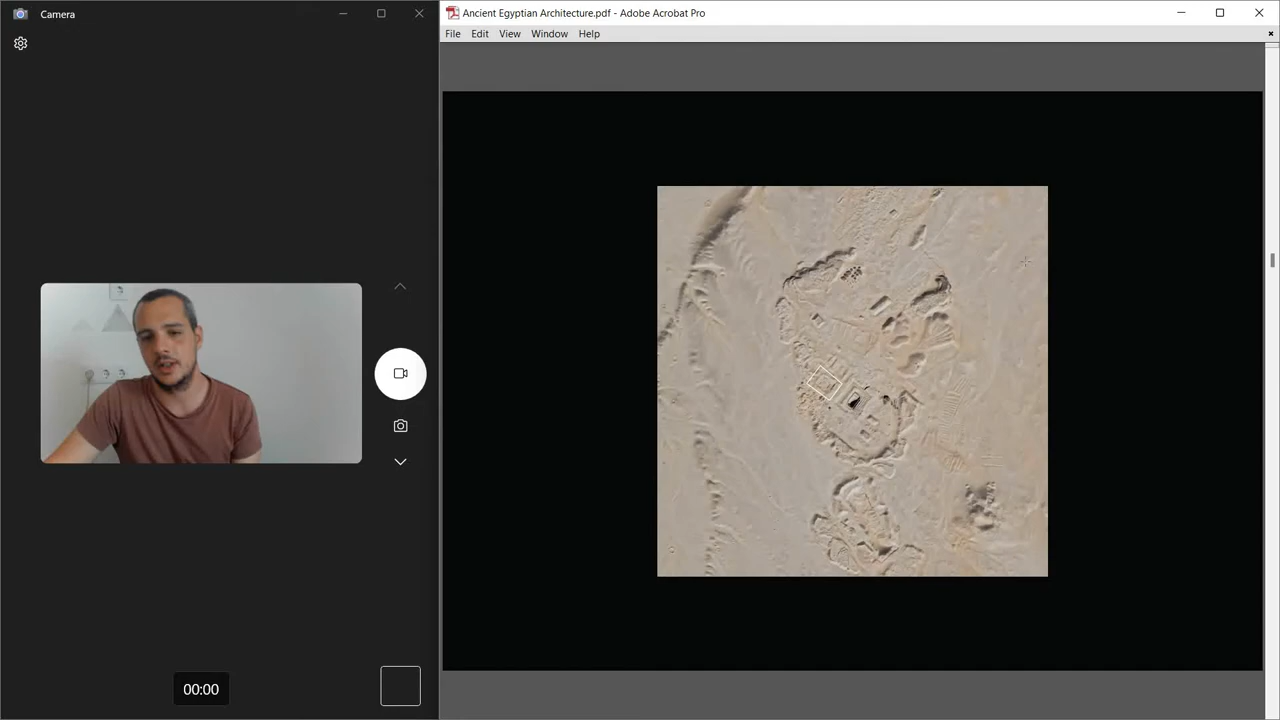 Camera
Ancient Egyptian Architecture.pdf - Adobe Acrobat Pro
File Edit View Window Help
00:00